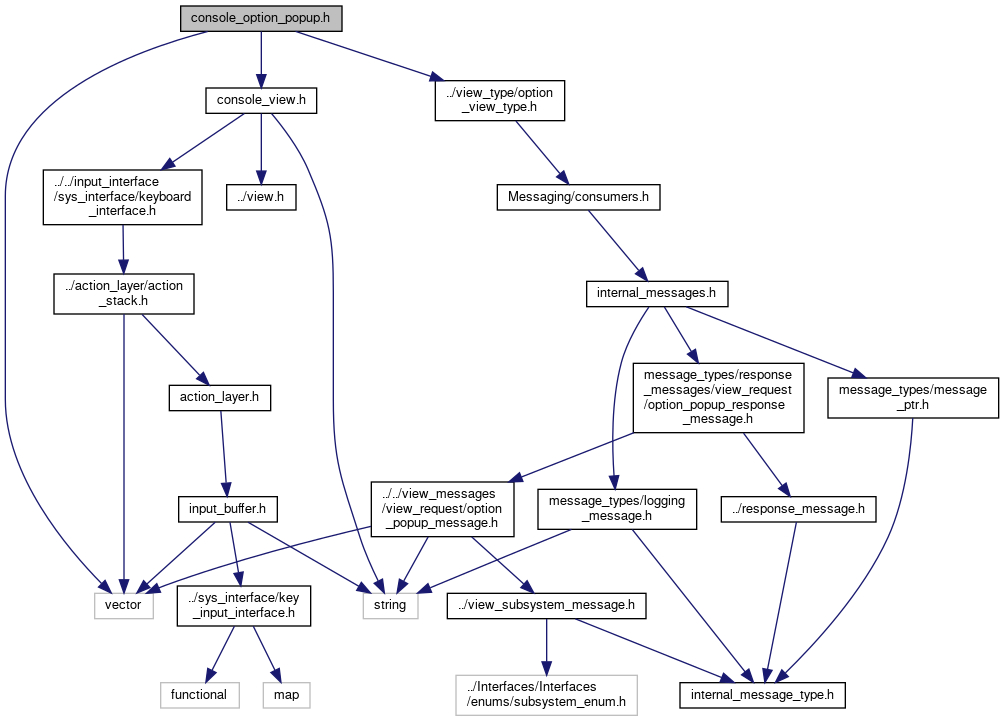 console_option_popup.h
console_view.h
../view_type/option
_view_type.h
../../input_interface
/sys_interface/keyboard
_interface.h
../view.h
Messaging/consumers.h
../action_layer/action
_stack.h
internal_messages.h
action_layer.h
message_types/response
_messages/view_request
/option_popup_response
_message.h
message_types/message
_ptr.h
input_buffer.h
../../view_messages
/view_request/option
_popup_message.h
message_types/logging
_message.h
../response_message.h
vector
../sys_interface/key
_input_interface.h
string
../view_subsystem_message.h
functional
map
../Interfaces/Interfaces
/enums/subsystem_enum.h
internal_message_type.h